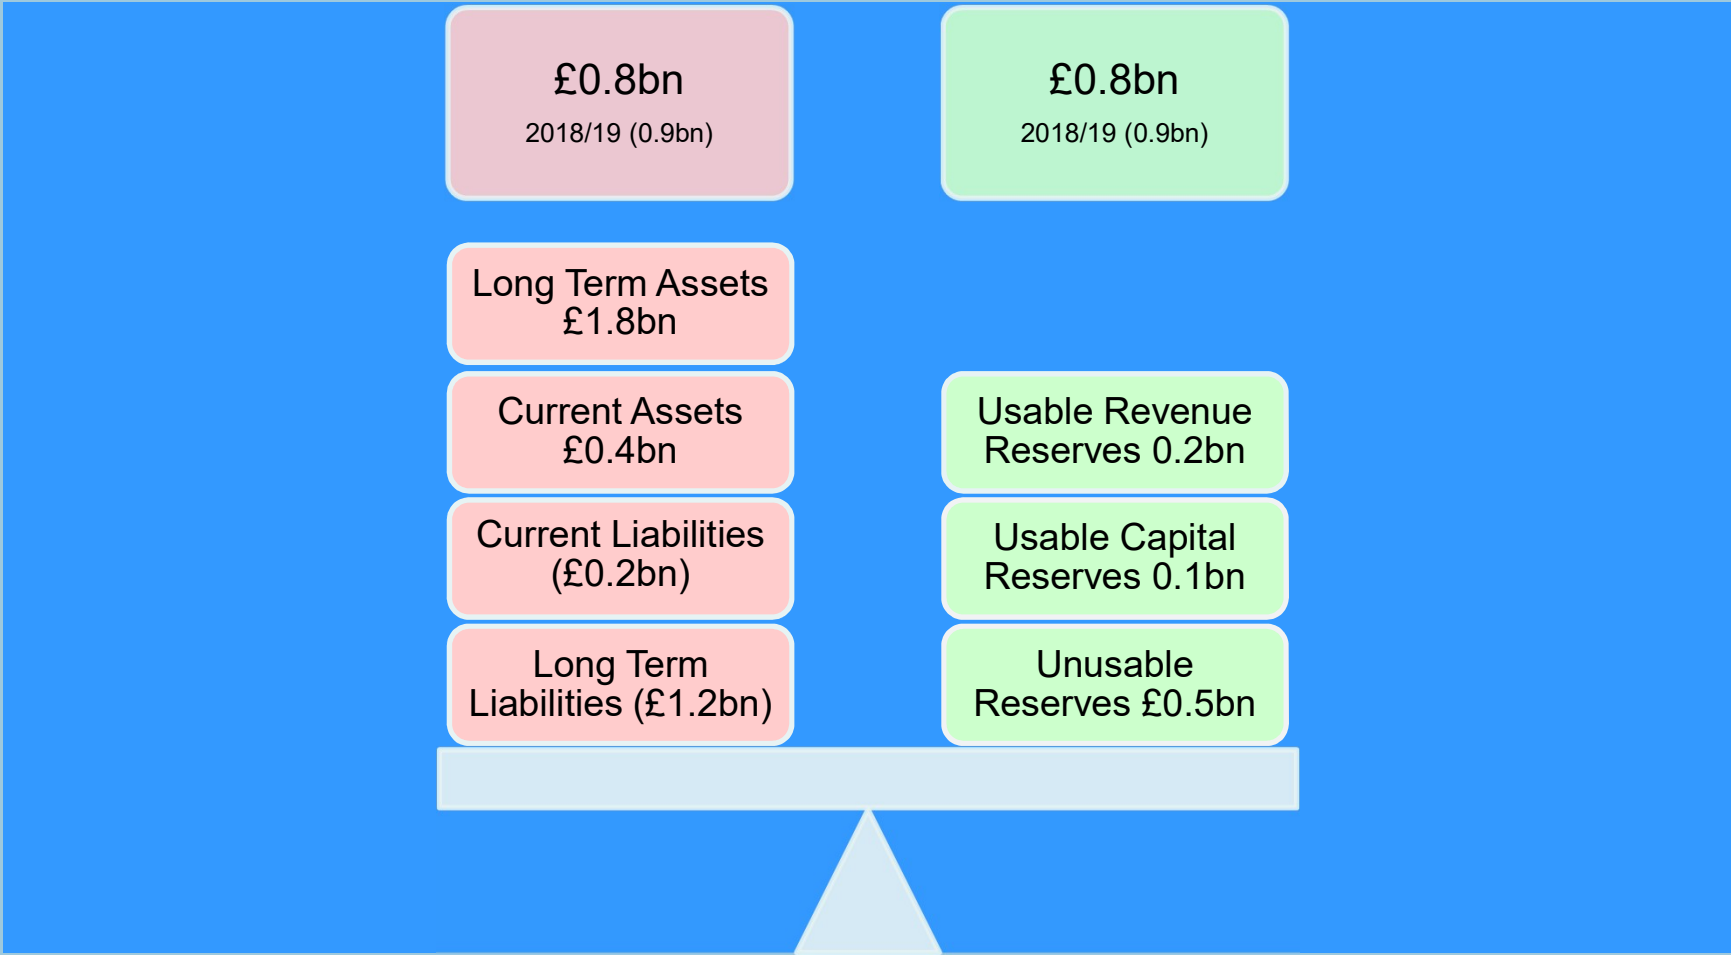 £0.8bn
2018/19 (0.9bn)
£0.8bn
2018/19 (0.9bn)
Long Term Assets
£1.8bn
Current Assets
£0.4bn
Current Liabilities
(£0.2bn)
Long Term
Liabilities (£1.2bn)
Usable Revenue
Reserves 0.2bn
Usable Capital
Reserves 0.1bn
Unusable
Reserves £0.5bn